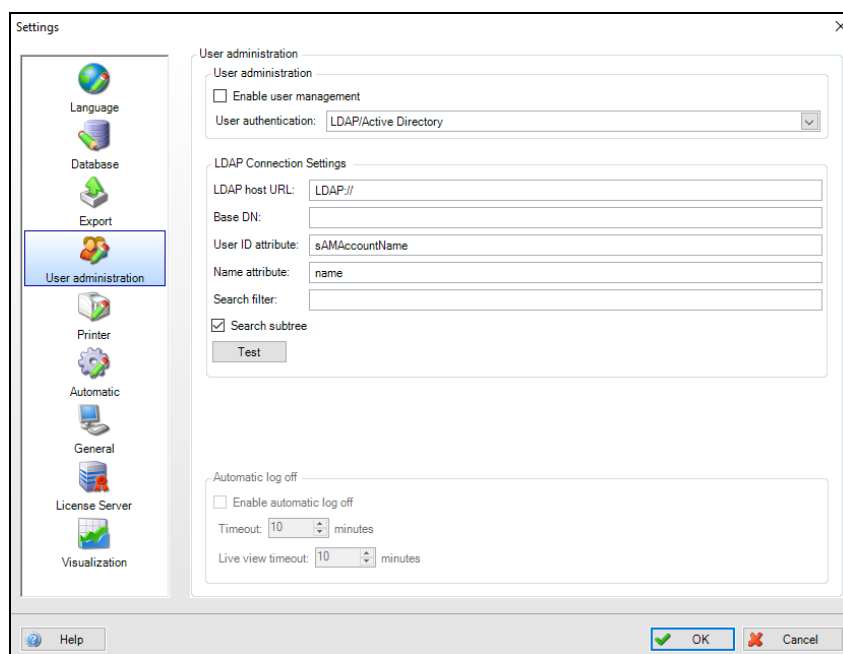 Settings
Language
Database
Export
User administration
Printer
Automatic
General
License Server
Visualization
User administration
User administration
Enable user management
User authentication: LDAP/Active Directory
LDAP Connection Settings
LDAP host URL: LDAP://
Base DN:
User ID attribute: sAMAccountName
Name attribute: name
Search filter:
Search subtree
Test
Automatic log off
Enable automatic log off
Timeout: 10 minutes
Live view timeout: 10 minutes
Help
OK
Cancel